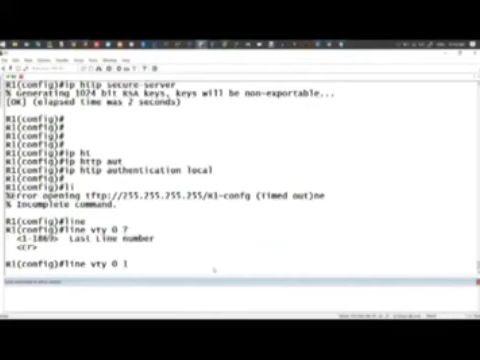 R1(config)#ip http secure-server
% Generating 1024 bit RSA keys, keys will be non-exportable...
[OK] (elapsed time was 2 seconds)
R1(config)#
R1(config)#
R1(config)#
R1(config)#
R1(config)#ip ht
R1(config)#ip http aut
R1(config)#ip http authentication local
R1(config)#
R1(config)#li
%Error opening tftp://255.255.255.255/R1-confg (Timed out)ne
% Incomplete command.
R1(config)#line
R1(config)#line vty 0 ?
<1-1869> Last Line number
<cr>
R1(config)#line vty 0 1